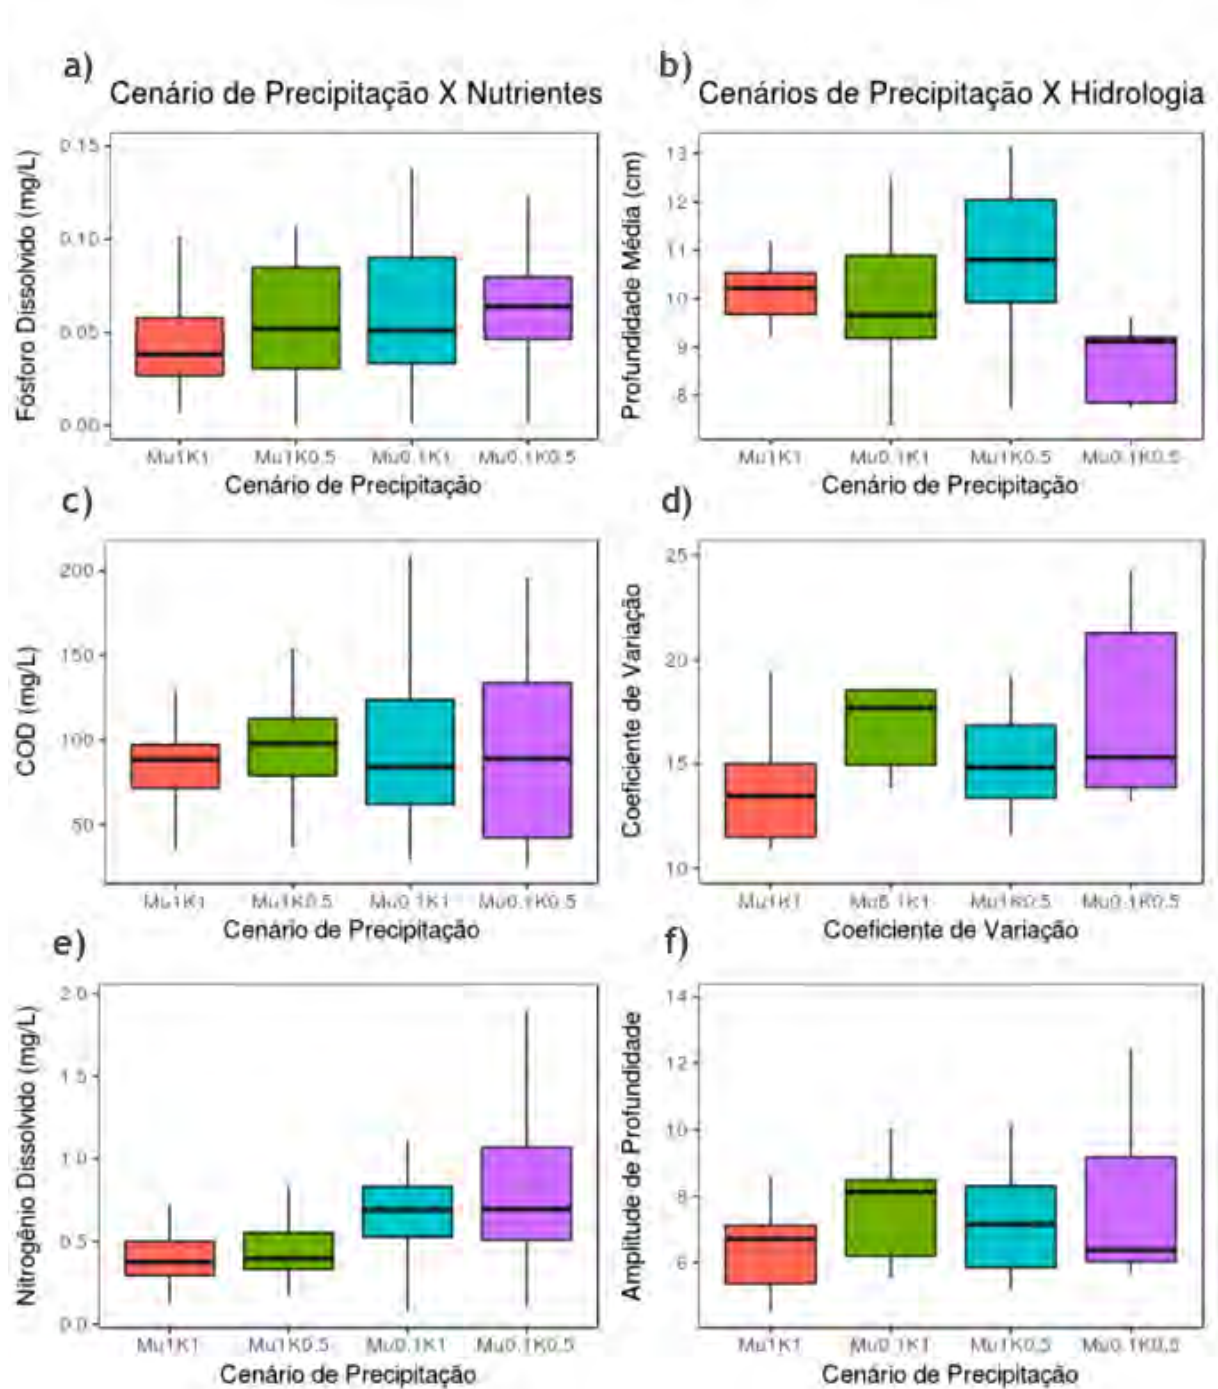 a)
Cenário de Precipitação X Nutrientes
Fósforo Dissolvido (mg/L)
0.15
0.10
0.05
0.00
Mu1K1 Mu1K0.5 Mu0.1K1 Mu0.1K0.5
Cenário de Precipitação
b)
Cenários de Precipitação X Hidrologia
Profundidade Média (cm)
13
12
11
10
9
8
Mu1K1 Mu0.1K1 Mu1K0.5 Mu0.1K0.5
Cenário de Precipitação
c)
COD (mg/L)
200
150
100
50
Mu1K1 Mu1K0.5 Mu0.1K1 Mu0.1K0.5
Cenário de Precipitação
d)
Coeficiente de Variação
25
20
15
10
Mu1K1 Mu1K0.5 Mu0.1K0.5
Coeficiente de Variação
e)
Nitrogênio Dissolvido (mg/L)
2.0
1.5
1.0
0.5
0.0
Mu1K1 Mu1K0.5 Mu0.1K1 Mu0.1K0.5
Cenário de Precipitação
f)
Amplitude de Profundidade
14
12
10
8
6
Mu1K1 Mu0.1K1 Mu1K0.5 Mu0.1K0.5
Cenário de Precipitação